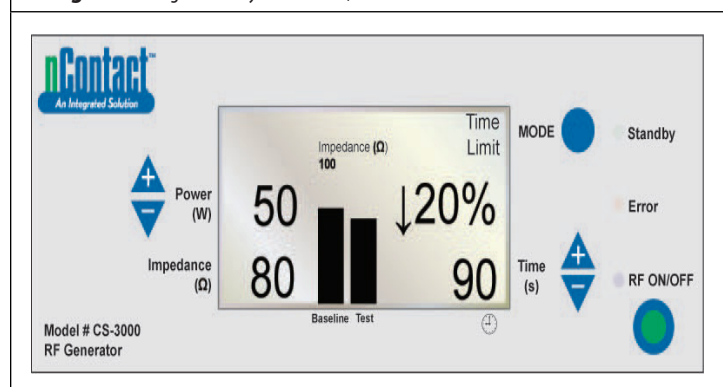 nContact™
An Integrated Solution
Power
(W)
Impedance
(Ω)
50
80
Impedance (Ω)
100
Baseline Test
Time
Limit
↓20%
90
MODE
Time
(s)
Standby
Error
RF ON/OFF
Model # CS-3000
RF Generator